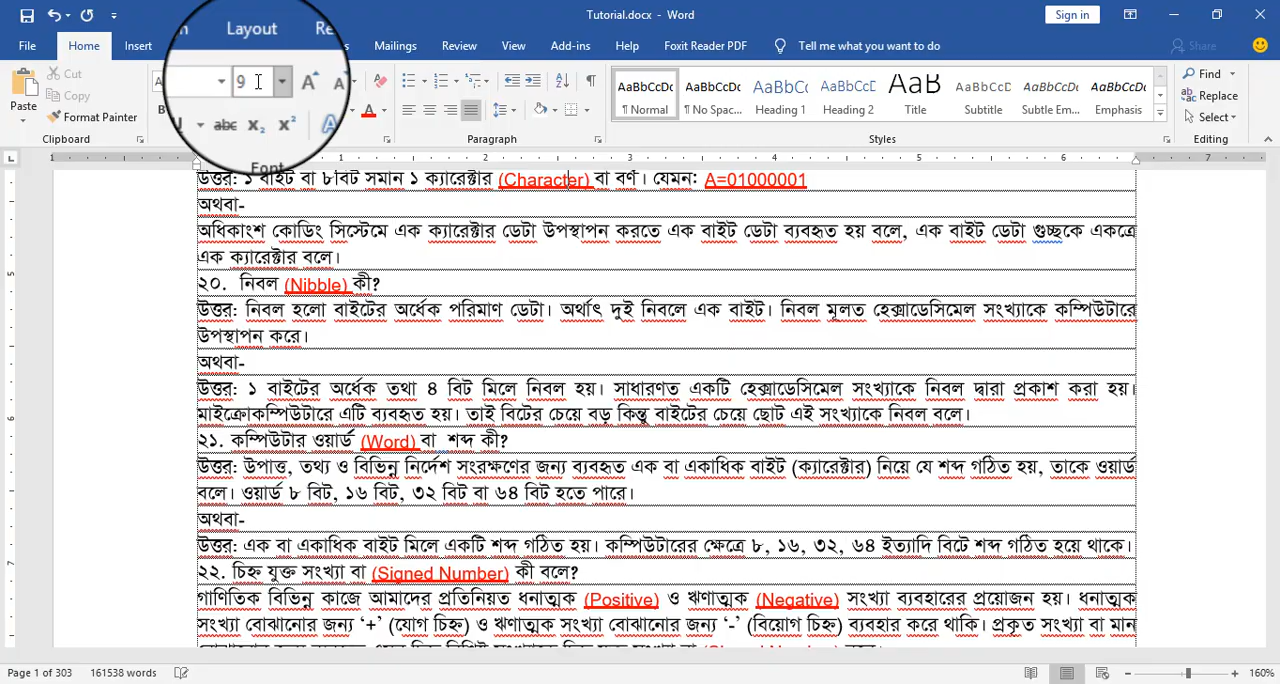 Tutorial.docx - Word
Sign in
File Home Insert Layout Re Mailings Review View Add-ins Help Foxit Reader PDF Tell me what you want to do Share
Paste Cut Copy Format Painter
9
Find Replace Select
AaBbCcDc AaBbCcDc AaBbCc AaBbCcD AaB AaBbCcD AaBbCcDc AaBbCcDc
¶ Normal ¶ No Spac... Heading 1 Heading 2 Title Subtitle Subtle Em... Emphasis
Clipboard Font Paragraph Styles Editing
1 1 2 3 4 5 6 7
উত্তর: ১ বাইট বা ৮বিট সমান ১ ক্যারেক্টার (Character) বা বর্ণ। যেমন: A=01000001
অথবা-
অধিকাংশ কোডিং সিস্টেমে এক ক্যারেক্টার ডেটা উপস্থাপন করতে এক বাইট ডেটা ব্যবহৃত হয় বলে, এক বাইট ডেটা গুচ্ছকে একত্রে
এক ক্যারেক্টার বলে।
২০. নিবল (Nibble) কী?
উত্তর: নিবল হলো বাইটের অর্ধেক পরিমাণ ডেটা। অর্থাৎ দুই নিবলে এক বাইট। নিবল মূলত হেক্সাডেসিমেল সংখ্যাকে কম্পিউটারে
উপস্থাপন করে।
অথবা-
উত্তর: ১ বাইটের অর্ধেক তথা ৪ বিট মিলে নিবল হয়। সাধারণত একটি হেক্সাডেসিমেল সংখ্যাকে নিবল দ্বারা প্রকাশ করা হয়।
মাইক্রোকম্পিউটারে এটি ব্যবহৃত হয়। তাই বিটের চেয়ে বড় কিন্তু বাইটের চেয়ে ছোট এই সংখ্যাকে নিবল বলে।
২১. কম্পিউটার ওয়ার্ড (Word) বা শব্দ কী?
উত্তর: উপাত্ত, তথ্য ও বিভিন্ন নির্দেশ সংরক্ষণের জন্য ব্যবহৃত এক বা একাধিক বাইট (ক্যারেক্টার) নিয়ে যে শব্দ গঠিত হয়, তাকে ওয়ার্ড
বলে। ওয়ার্ড ৮ বিট, ১৬ বিট, ৩২ বিট বা ৬৪ বিট হতে পারে।
অথবা-
উত্তর: এক বা একাধিক বাইট মিলে একটি শব্দ গঠিত হয়। কম্পিউটারের ক্ষেত্রে ৮, ১৬, ৩২, ৬৪ ইত্যাদি বিটে শব্দ গঠিত হয়ে থাকে।
২২. চিহ্ন যুক্ত সংখ্যা বা (Signed Number) কী বলে?
গাণিতিক বিভিন্ন কাজে আমাদের প্রতিনিয়ত ধনাত্মক (Positive) ও ঋণাত্মক (Negative) সংখ্যা ব্যবহারের প্রয়োজন হয়। ধনাত্মক
সংখ্যা বোঝানোর জন্য ‘+’ (যোগ চিহ্ন) ও ঋণাত্মক সংখ্যা বোঝানোর জন্য ‘-’ (বিয়োগ চিহ্ন) ব্যবহার করে থাকি। প্রকৃত সংখ্যা বা মান
Page 1 of 303 161538 words 160%